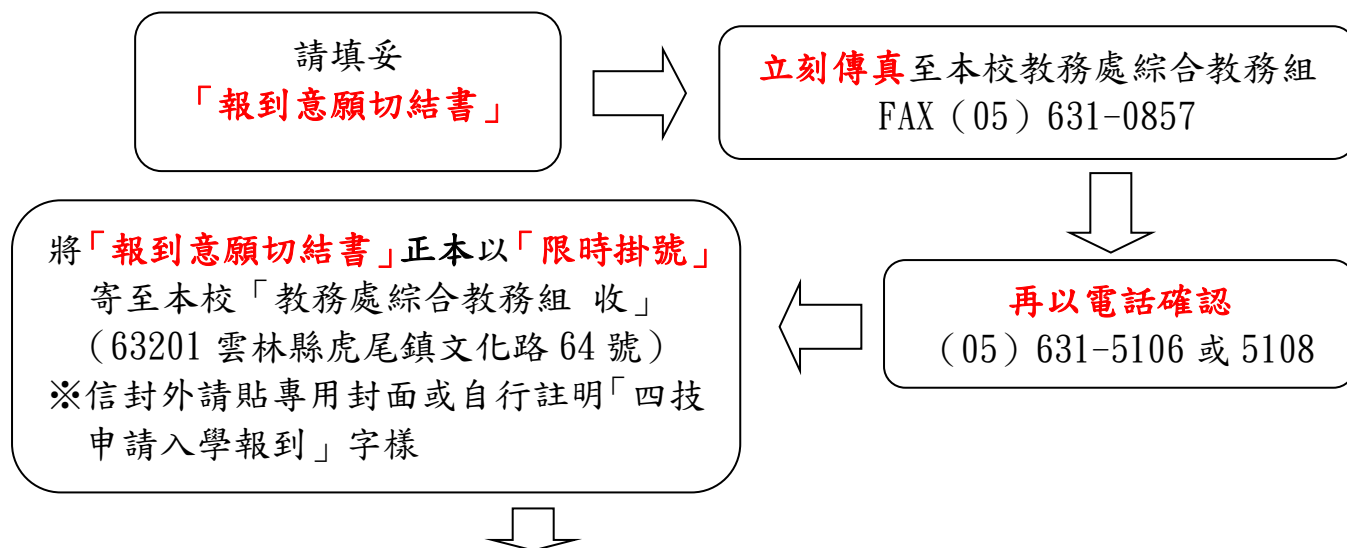 請填妥
「報到意願切結書」
立刻傳真至本校教務處綜合教務組
FAX（05）631-0857
再以電話確認
（05）631-5106 或 5108
將「報到意願切結書」正本以「限時掛號」
寄至本校「教務處綜合教務組 收」
（63201 雲林縣虎尾鎮文化路 64 號）
※信封外請貼專用封面或自行註明「四技
申請入學報到」字樣